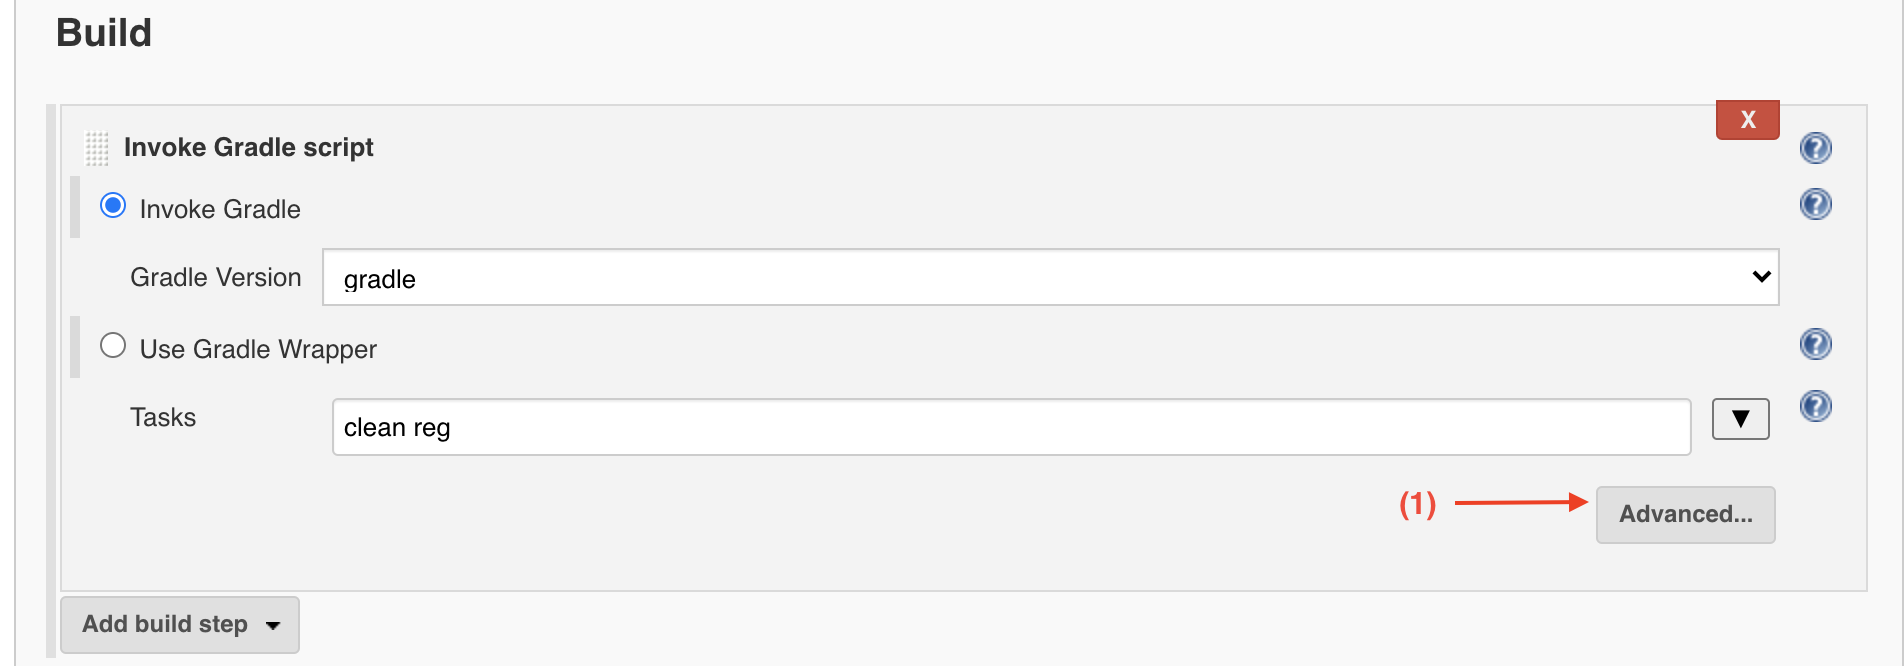 Build
X
Invoke Gradle script
?
Invoke Gradle
?
Gradle Version
gradle
Use Gradle Wrapper
?
Tasks
clean reg
?
(1)
Advanced...
Add build step